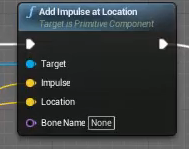 f Add Impulse at Location
Target is Primitive Component
Target
Impulse
Location
Bone Name None